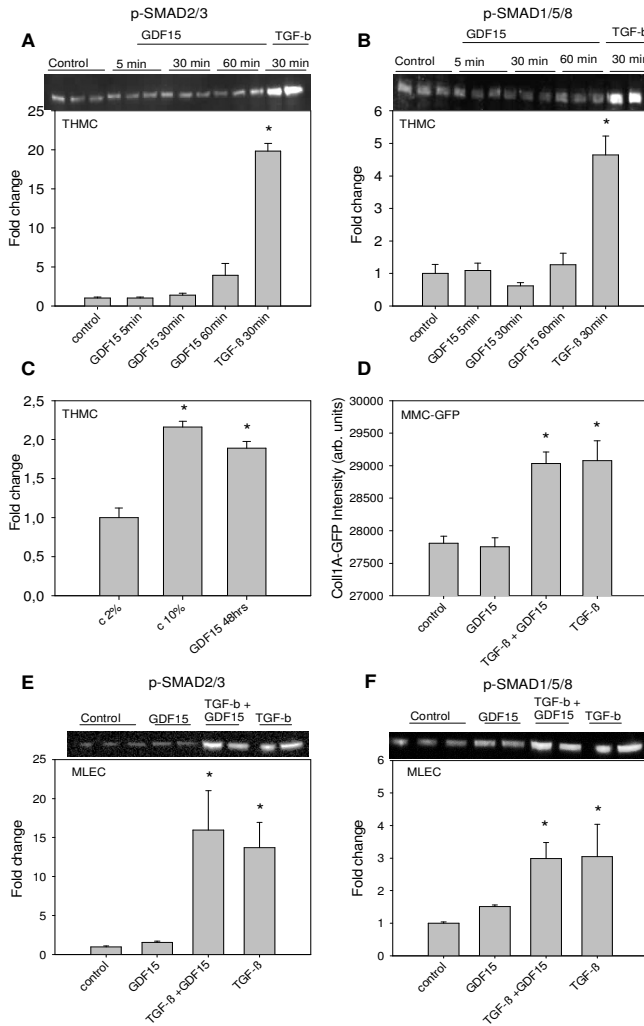 p-SMAD2/3
A
GDF15
TGF-b
Control
5 min
30 min
60 min
30 min
25
20
15
10
5
0
Fold change
THMC
*
control
GDF15 5min
GDF15 30min
GDF15 60min
TGF-ß 30min
p-SMAD1/5/8
B
GDF15
TGF-b
Control
5 min
30 min
60 min
30 min
6
5
4
3
2
1
0
Fold change
THMC
*
control
GDF15 5min
GDF15 30min
GDF15 60min
TGF-ß 30min
C
3,0
2,5
2,0
1,5
1,0
0,5
0,0
Fold change
THMC
*
*
c 2%
c 10%
GDF15 48hrs
D
30000
29000
28500
28000
27500
27000
Coll1A-GFP Intensity (arb. units)
MMC-GFP
*
*
control
GDF15
TGF-ß + GDF15
TGF-ß
E
p-SMAD2/3
Control
GDF15
TGF-b +
GDF15
TGF-b
25
20
15
10
5
0
Fold change
MLEC
*
*
control
GDF15
TGF-ß +GDF15
TGF-ß
F
p-SMAD1/5/8
Control
GDF15
TGF-b +
GDF15
TGF-b
6
5
4
3
2
1
0
Fold change
MLEC
*
*
control
GDF15
TGF-ß +GDF15
TGF-ß